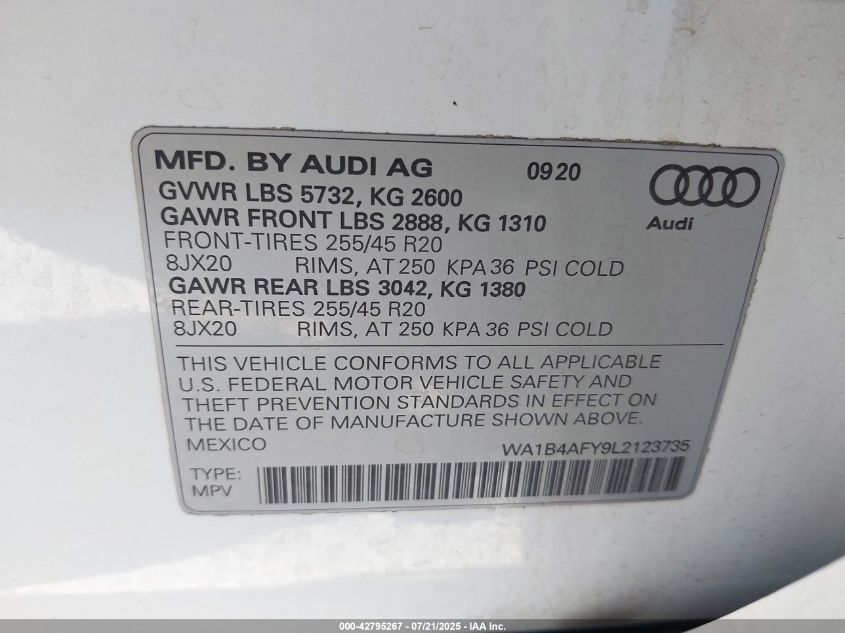 MFD. BY AUDI AG 0920
GVWR LBS 5732, KG 2600
GAWR FRONT LBS 2888, KG 1310
Audi
FRONT-TIRES 255/45 R20
8JX20 RIMS, AT 250 KPA 36 PSI COLD
GAWR REAR LBS 3042, KG 1380
REAR-TIRES 255/45 R20
8JX20 RIMS, AT 250 KPA 36 PSI COLD
THIS VEHICLE CONFORMS TO ALL APPLICABLE
U.S. FEDERAL MOTOR VEHICLE SAFETY AND
THEFT PREVENTION STANDARDS IN EFFECT ON
THE DATE OF MANUFACTURE SHOWN ABOVE.
MEXICO WA1B4AFY9L2123735
TYPE:
MPV
000-42795267 - 07/21/2025 - IAA Inc.